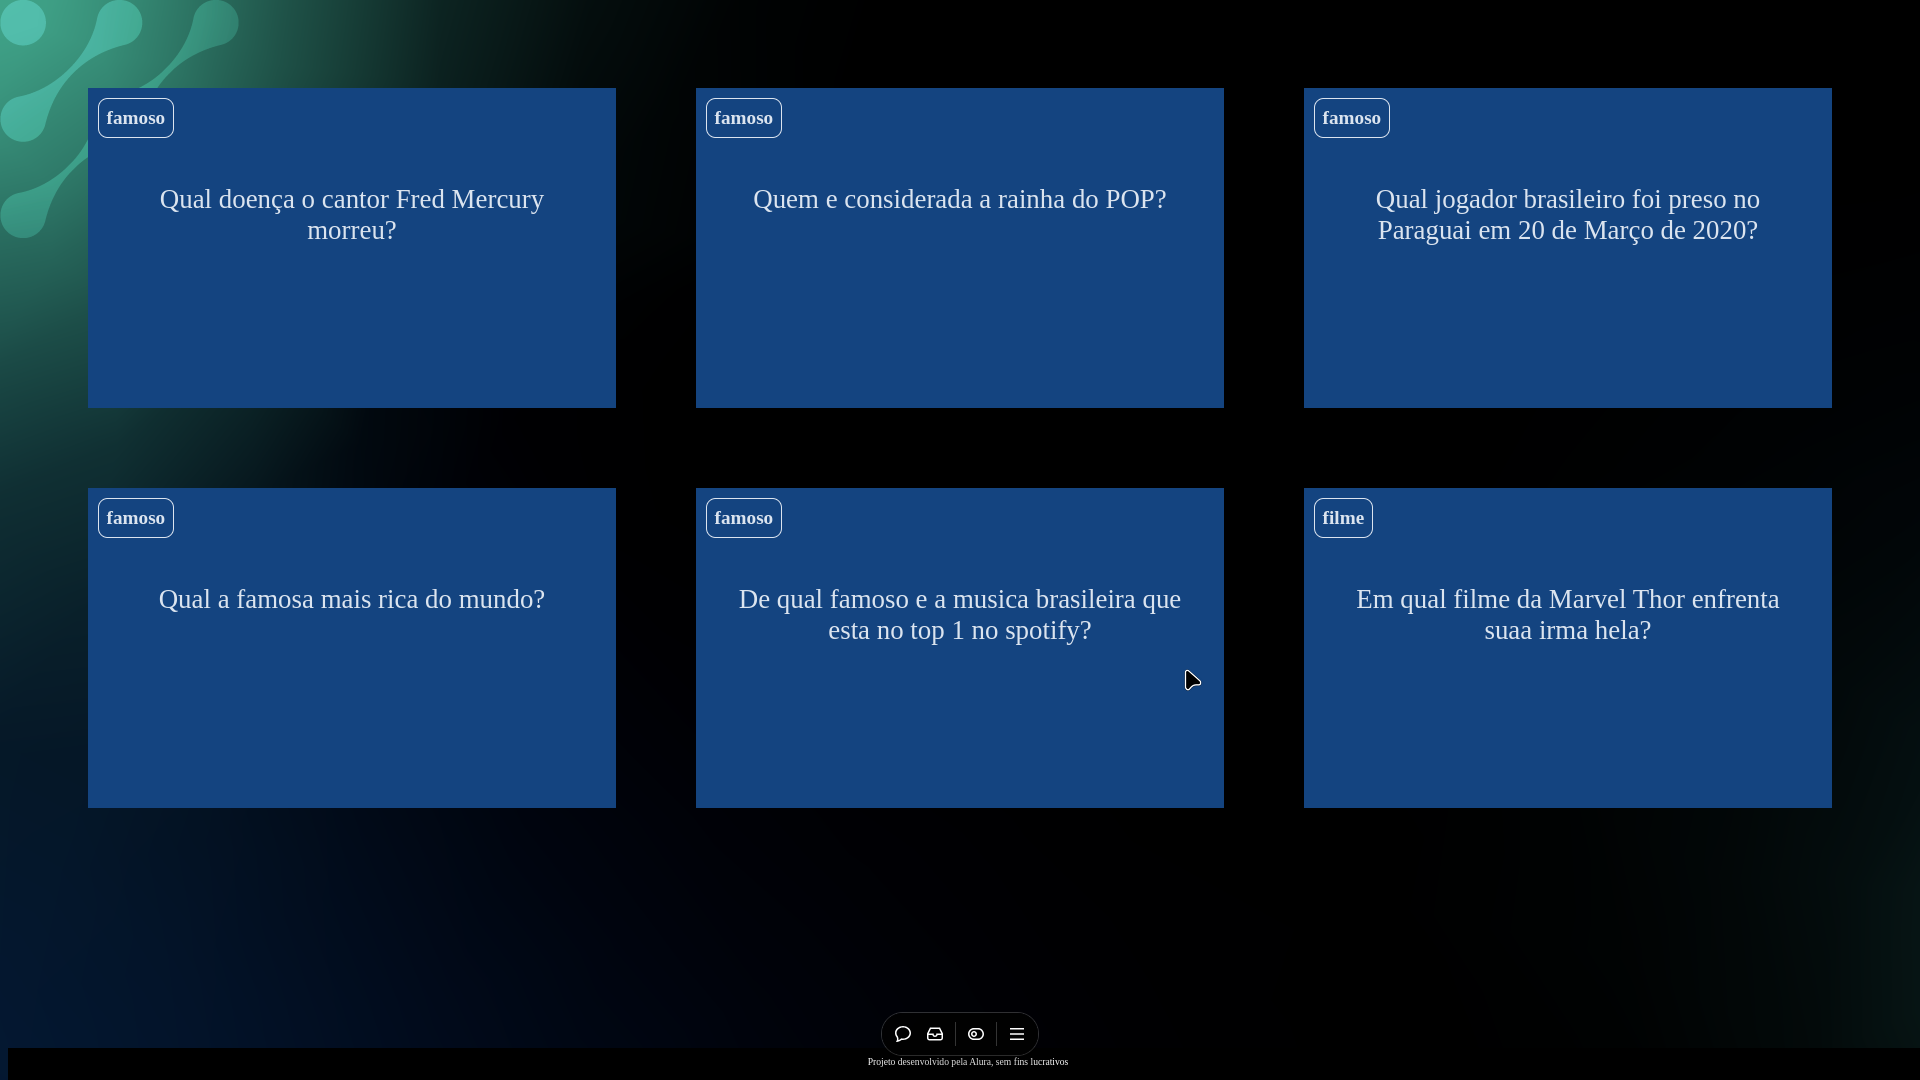 famoso
Qual doença o cantor Fred Mercury
morreu?
famoso
Quem e considerada a rainha do POP?
famoso
Qual jogador brasileiro foi preso no
Paraguai em 20 de Março de 2020?
famoso
Qual a famosa mais rica do mundo?
famoso
De qual famoso e a musica brasileira que
esta no top 1 no spotify?
filme
Em qual filme da Marvel Thor enfrenta
suaa irma hela?
Projeto desenvolvido pela Alura, sem fins lucrativos